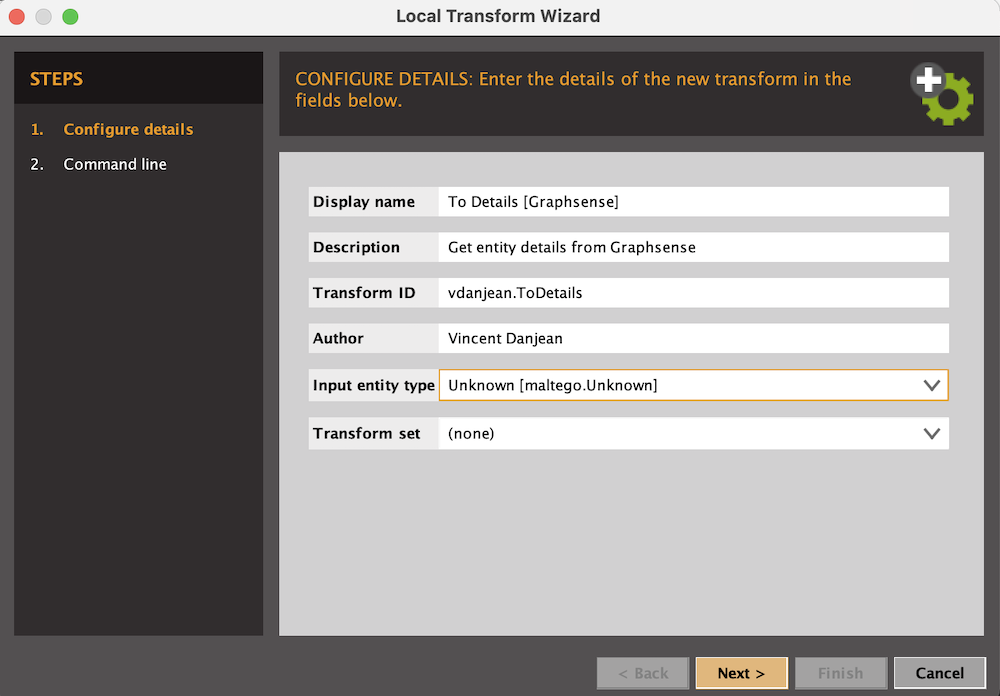 Local Transform Wizard
STEPS
1. Configure details
2. Command line
CONFIGURE DETAILS: Enter the details of the new transform in the
fields below.
Display name To Details [Graphsense]
Description Get entity details from Graphsense
Transform ID vdanjean.ToDetails
Author Vincent Danjean
Input entity type Unknown [maltego.Unknown]
Transform set (none)
< Back Next > Finish Cancel